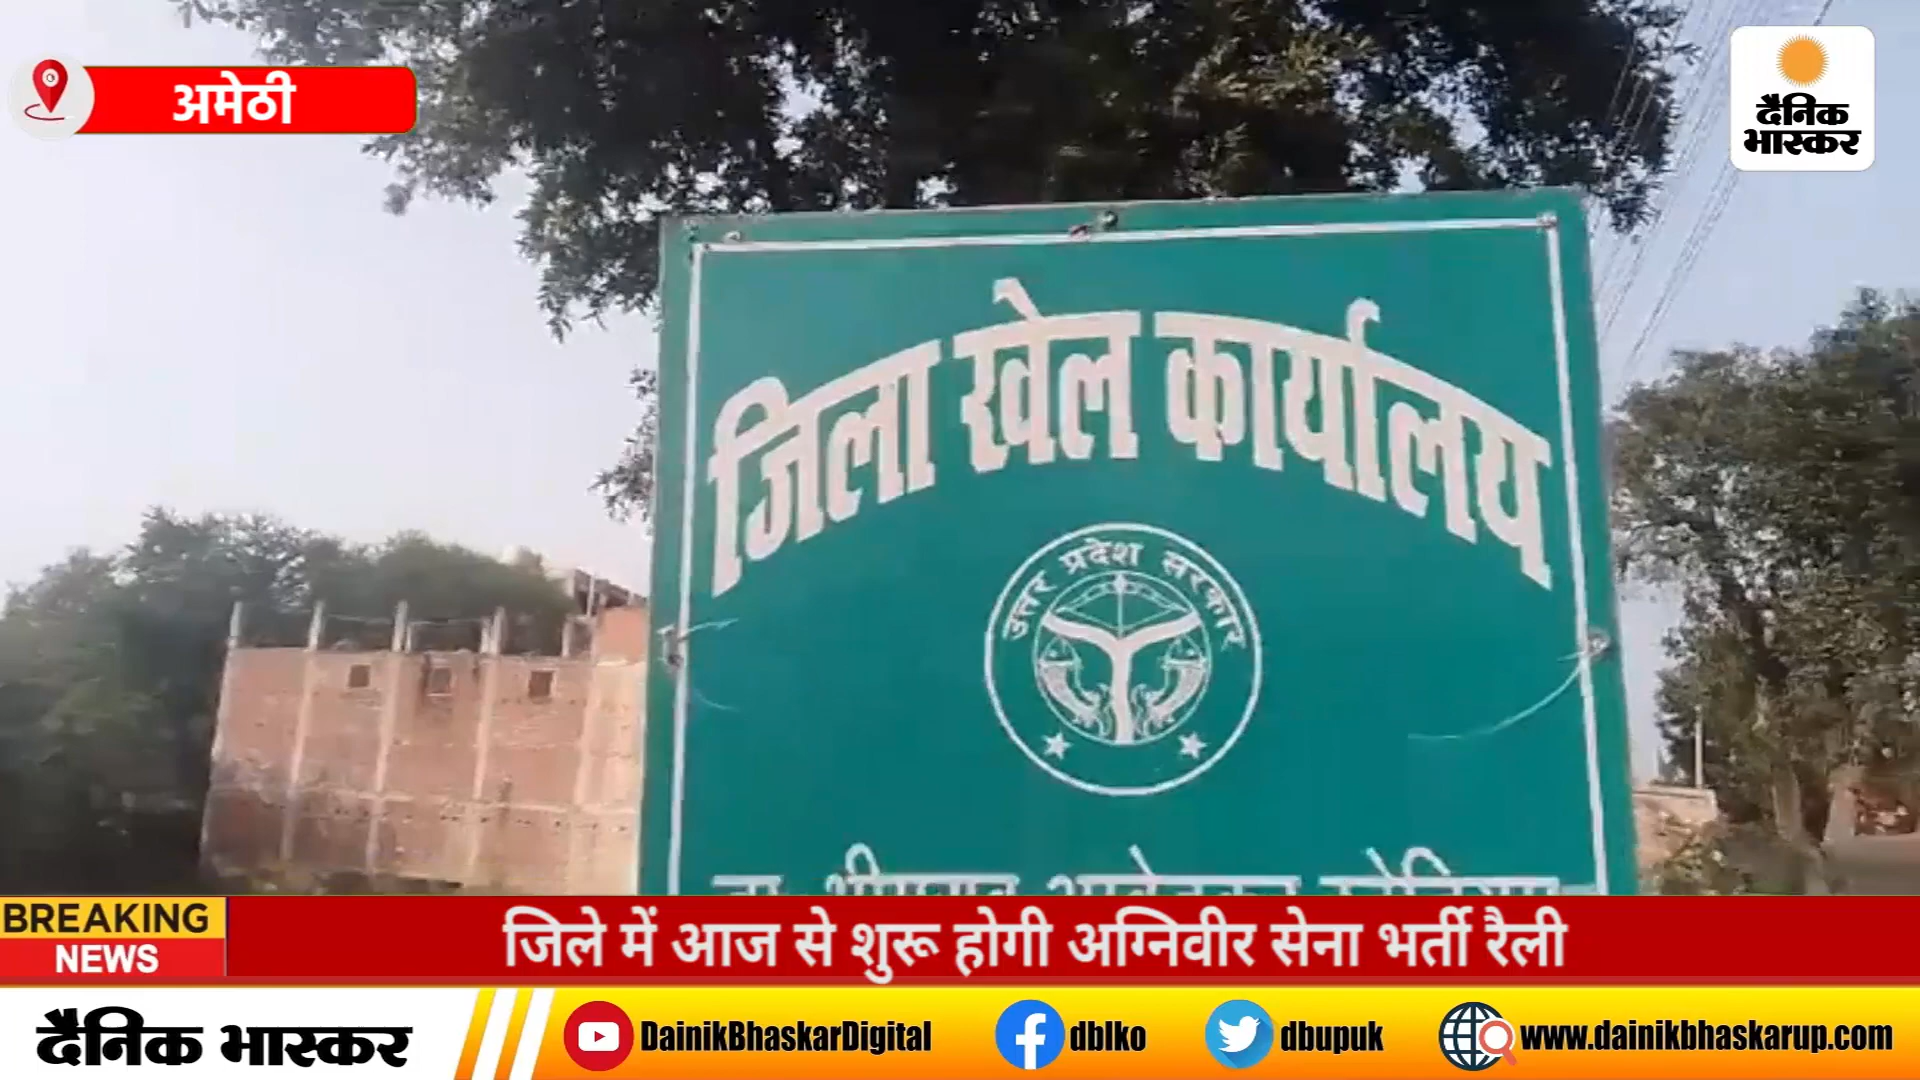 अमेठी
दैनिक
भास्कर
जिला खेल कार्यालय
उत्तर प्रदेश सरकार
BREAKING
NEWS
जिले में आज से शुरू होगी अग्निवीर सेना भर्ती रैली
दैनिक भास्कर
DainikBhaskarDigital
dblko
dbupuk
www.dainikbhaskarup.com